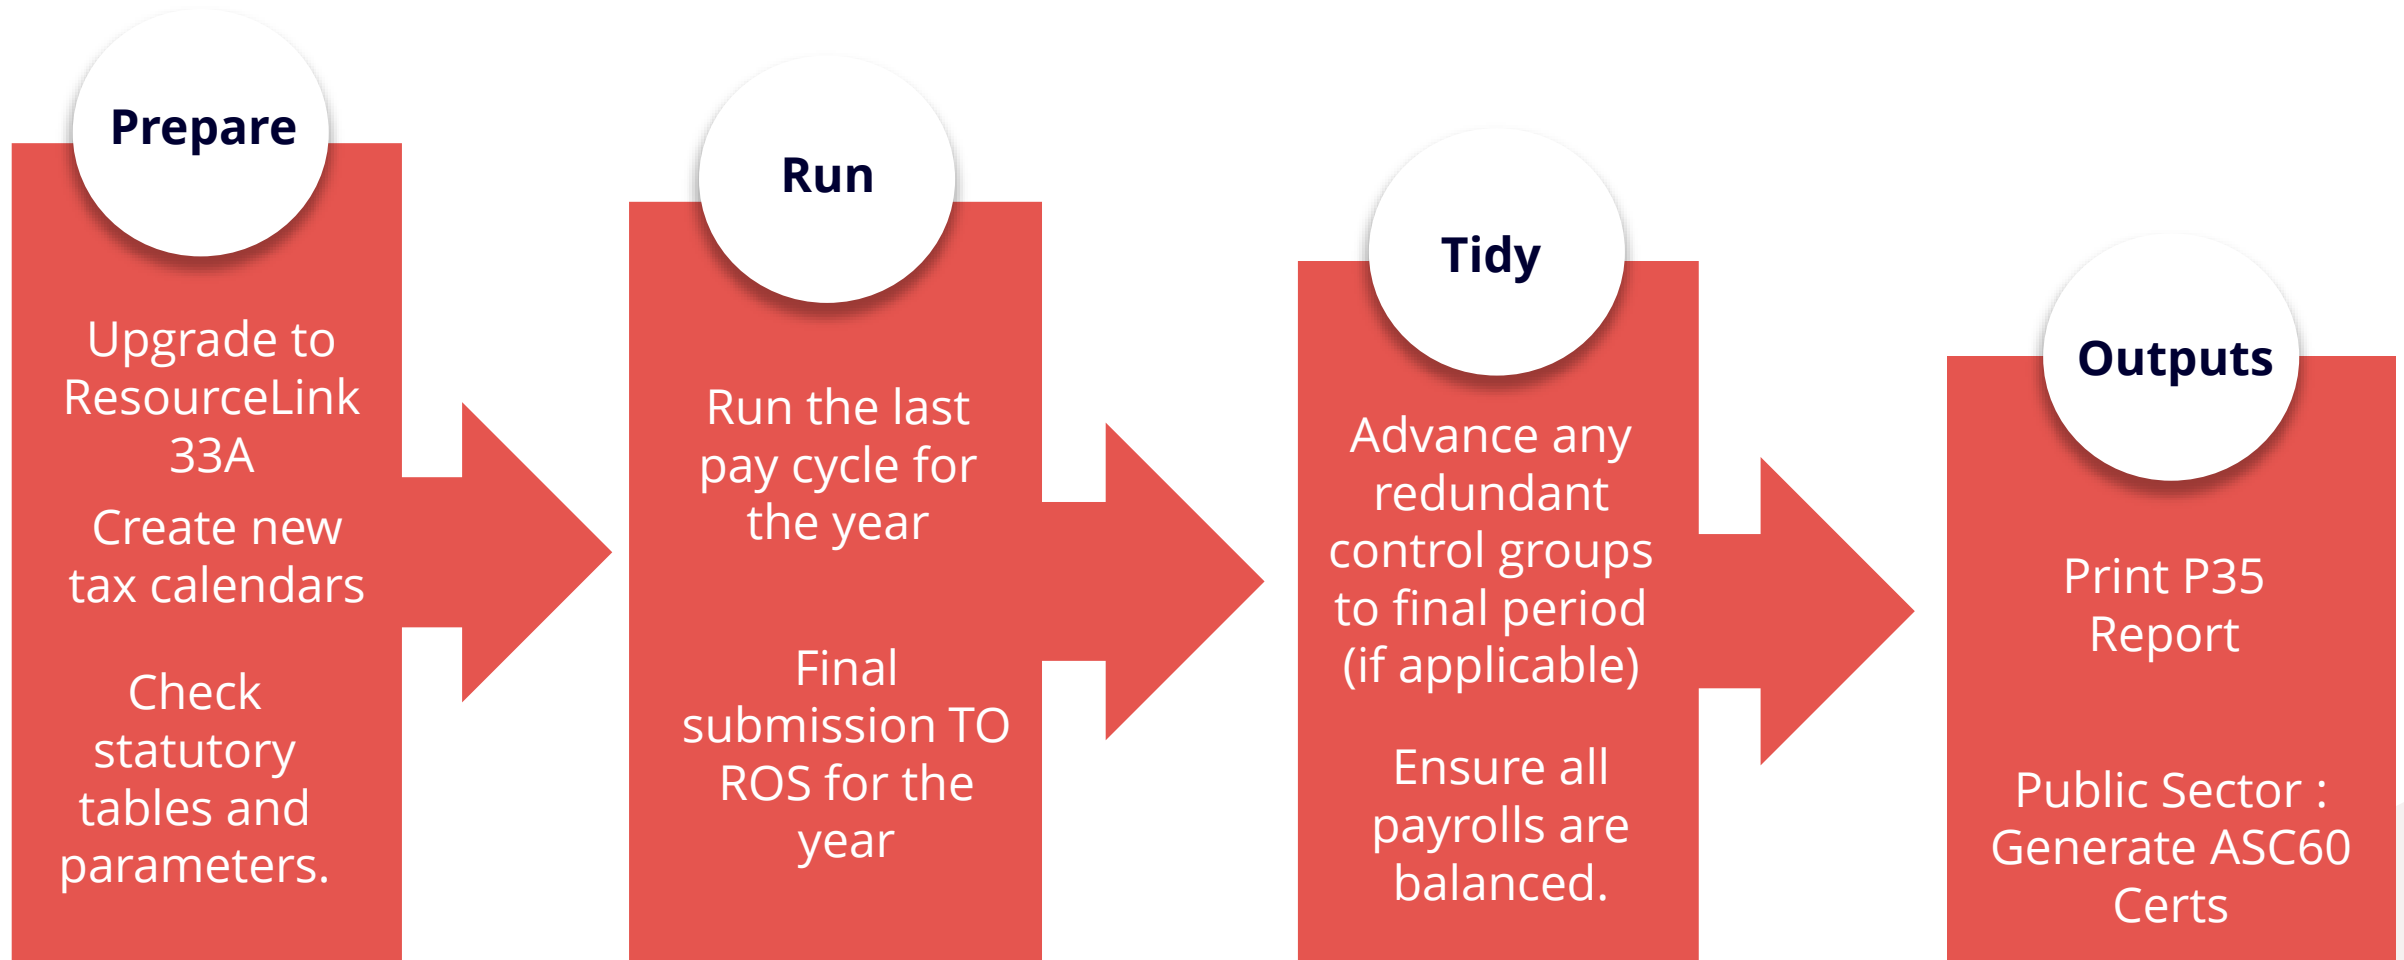 Prepare
Upgrade to
ResourceLink
33A
Create new
tax calendars
Check
statutory
tables and
parameters.
Run
Run the last
pay cycle for
the year
Final
submission TO
ROS for the
year
Tidy
Advance any
redundant
control groups
to final period
(if applicable)
Ensure all
payrolls are
balanced.
Outputs
Print P35
Report
Public Sector :
Generate ASC60
Certs